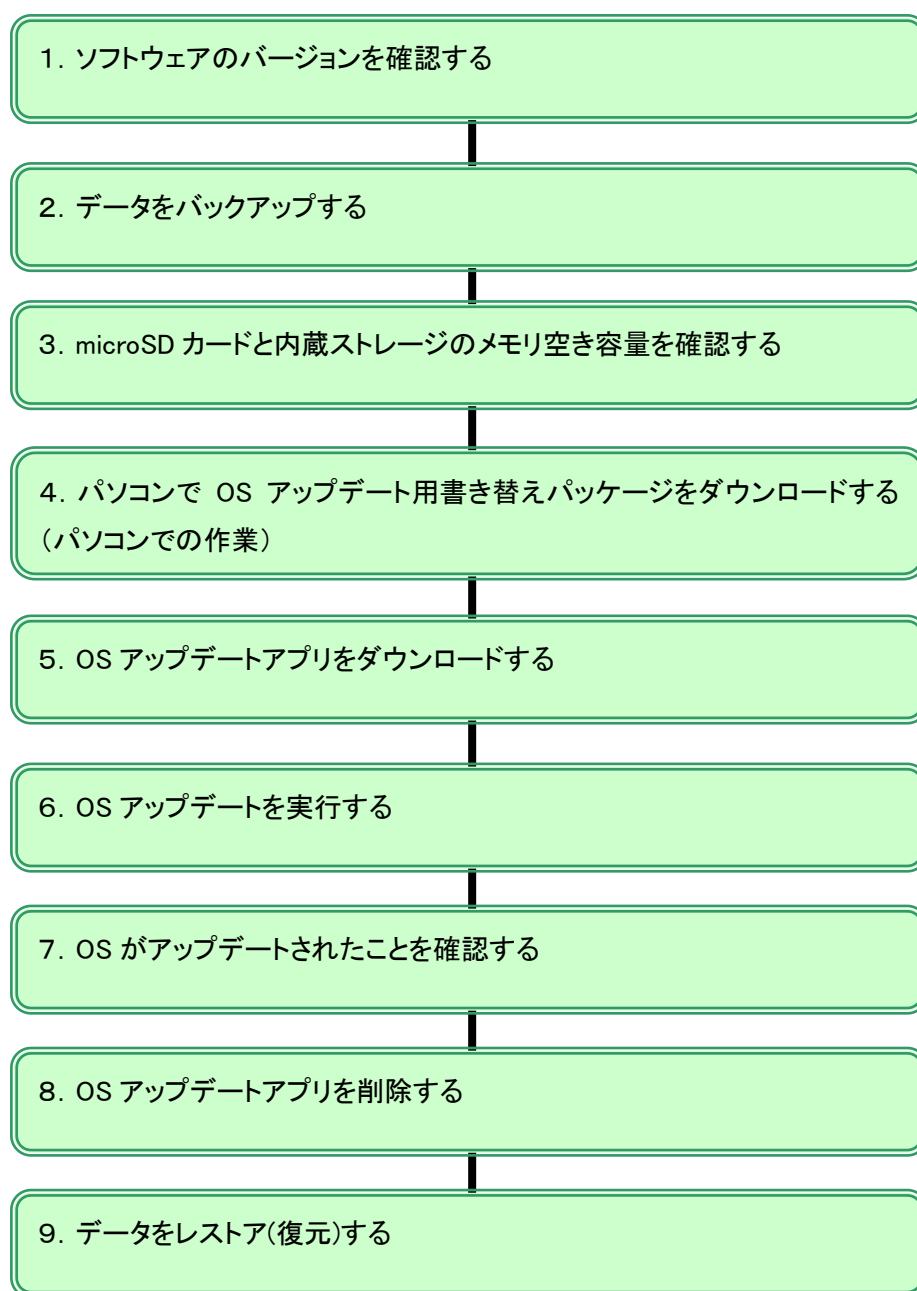 １．ソフトウェアのバージョンを確認する
２．データをバックアップする
３．microSD カードと内蔵ストレージのメモリ空き容量を確認する
４．パソコンで OS アップデート用書き替えパッケージをダウンロードする
（パソコンでの作業）
５．OS アップデートアプリをダウンロードする
６．OS アップデートを実行する
７．OS がアップデートされたことを確認する
８．OS アップデートアプリを削除する
９．データをレストア(復元)する